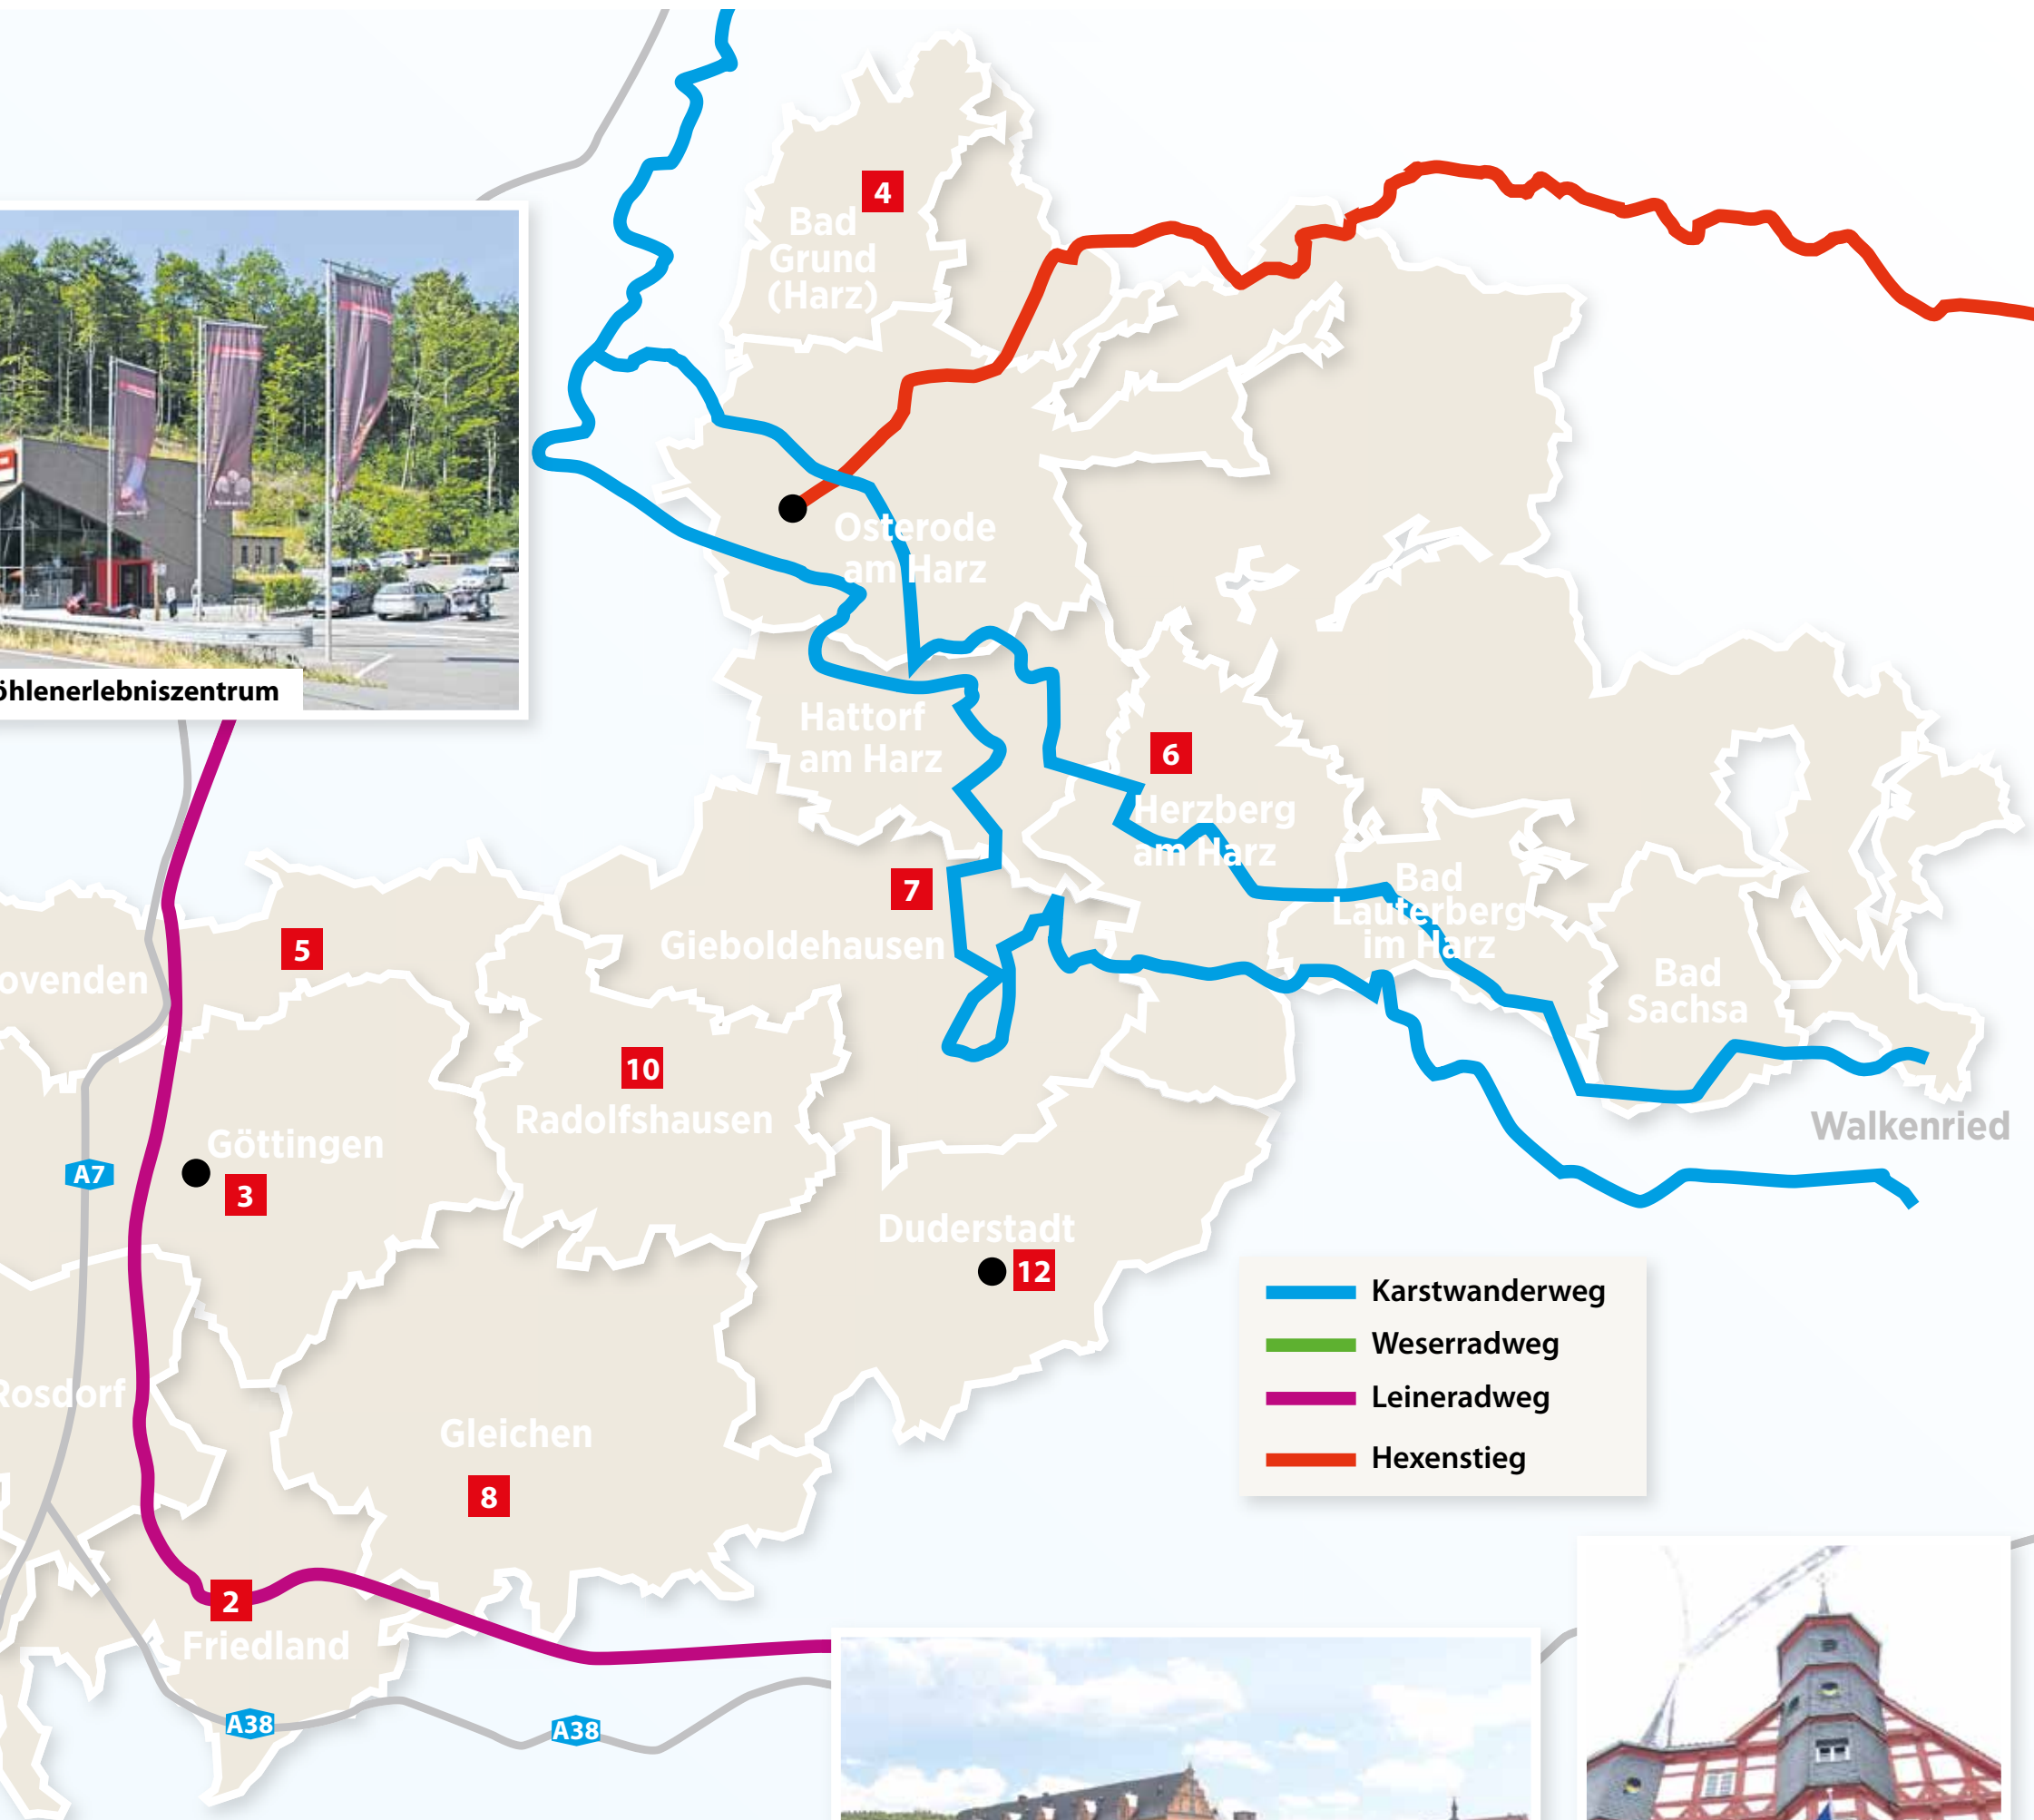 4
Bad
Grund
(Harz)
Osterode
am Harz
öhlenerlebniszentrum
Hattorf
am Harz
6
Herzberg
am Harz
7
Gieboldehausen
Bad
Lauterberg
im Harz
5
ovenden
Bad
Sachsa
10
Radolfshausen
Walkenried
Göttingen
A7
3
Duderstadt
12
Karstwanderweg
Weserradweg
Leineradweg
Hexenstieg
Rosdorf
Gleichen
8
2
Friedland
A38
A38